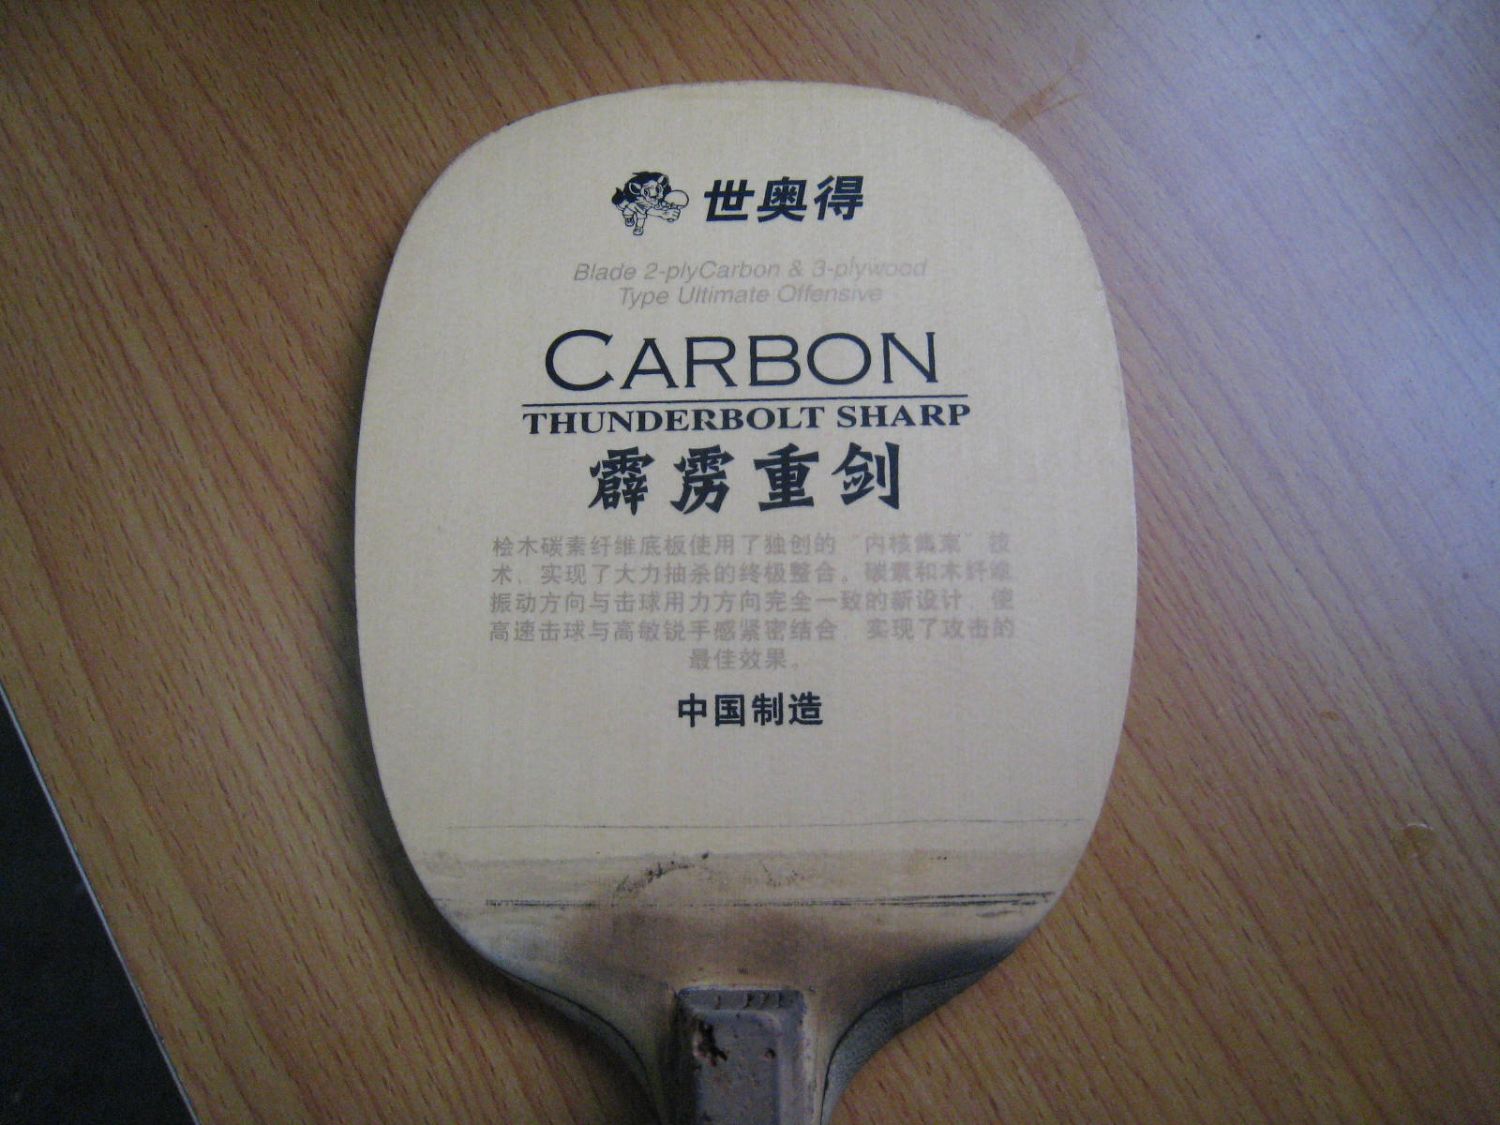 世奥得
Blade 2-plyCarbon & 3-plywood
Type Ultimate Offensive
CARBON
THUNDERBOLT SHARP
霹雳重剑
桧木碳素纤维底板使用了独创的“内核集束”技
术，实现了大力抽杀的终极整合。碳素和木纤维
振动方向与击球用力方向完全一致的新设计，使
高速击球与高敏锐手感紧密结合，实现了攻击的
最佳效果。
中国制造